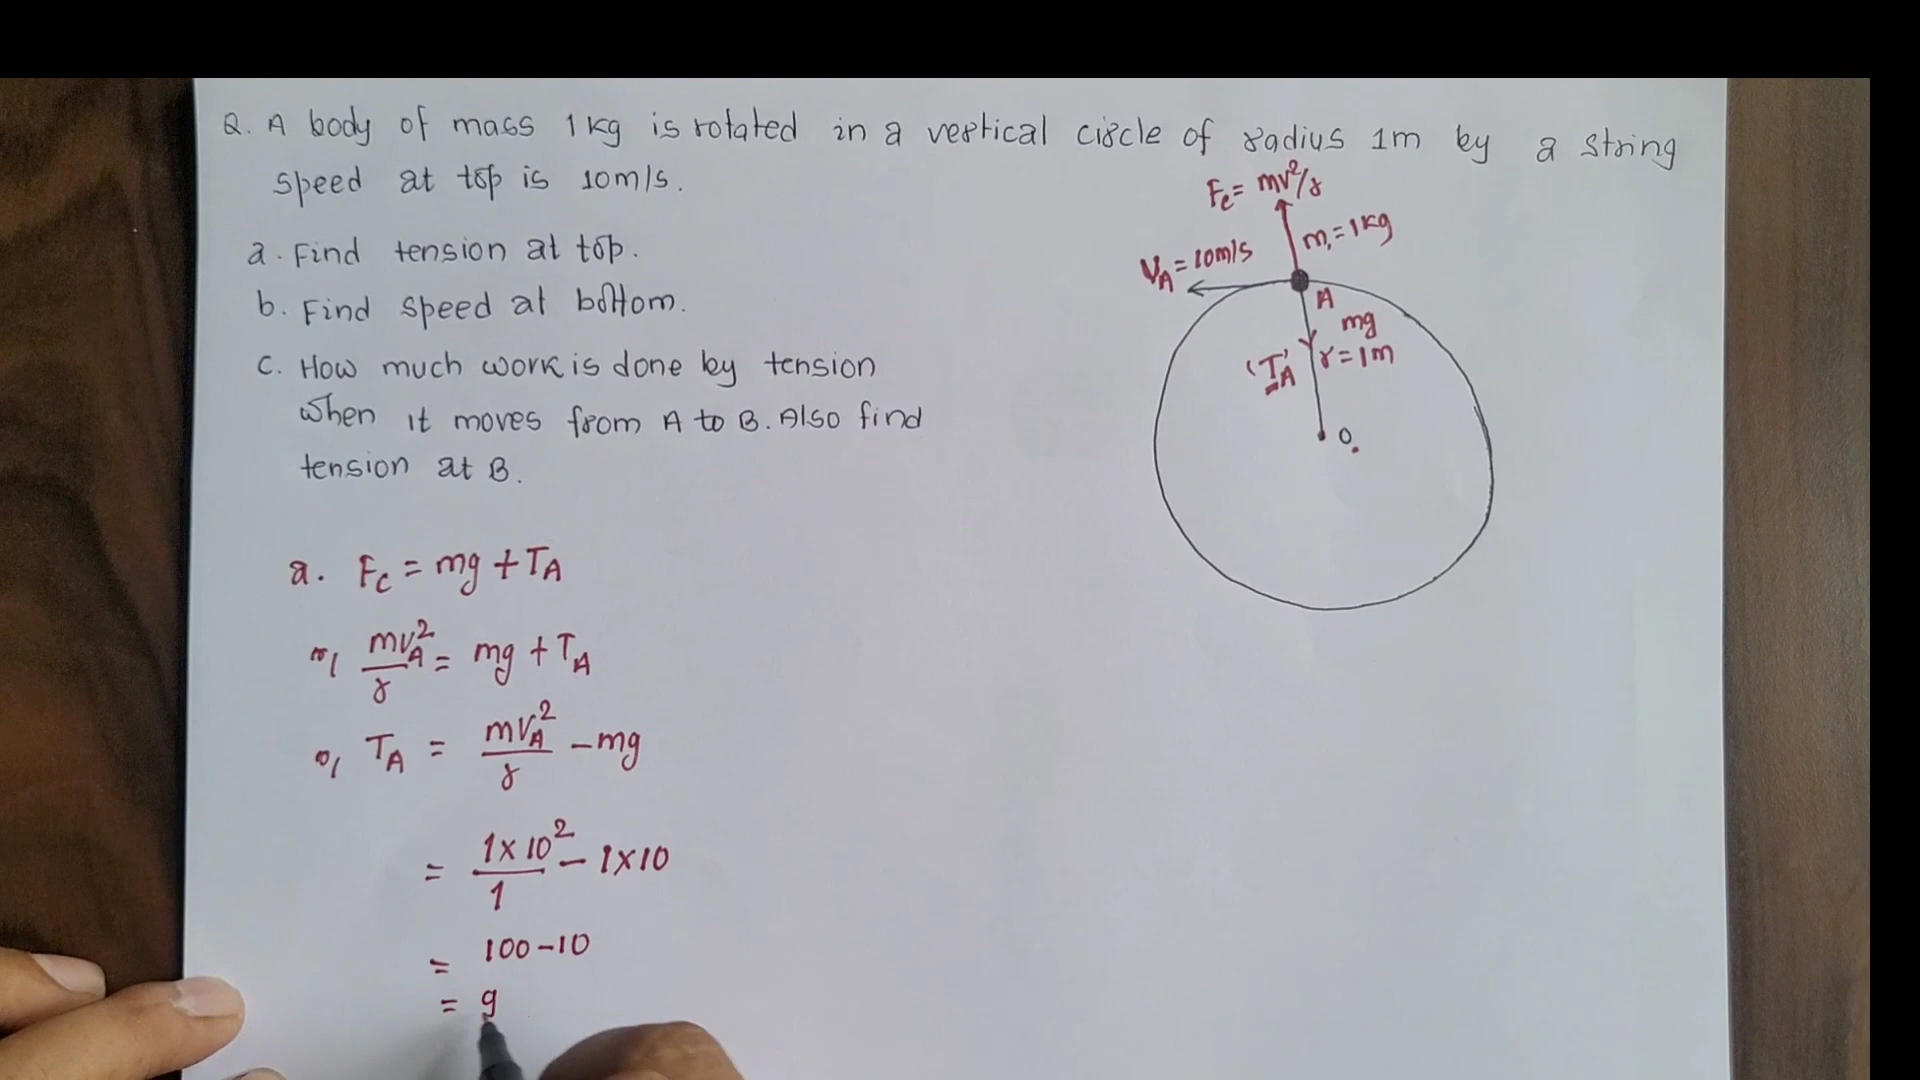 Q. A body of mass 1kg is rotated in a vertical circle of radius 1m by a string
speed at top is 10m/s.
a. Find tension at top.
b. Find speed at bottom.
c. How much work is done by tension
when it moves from A to B. Also find
tension at B.
Fc = mv²/r
m = 1kg
VA = 10m/s
A
mg
'TA'
r = 1m
O
a. Fc = mg + TA
or, mvA²/r = mg + TA
or, TA = mvA²/r - mg
= 1×10²/1 - 1×10
= 100-10
= 9